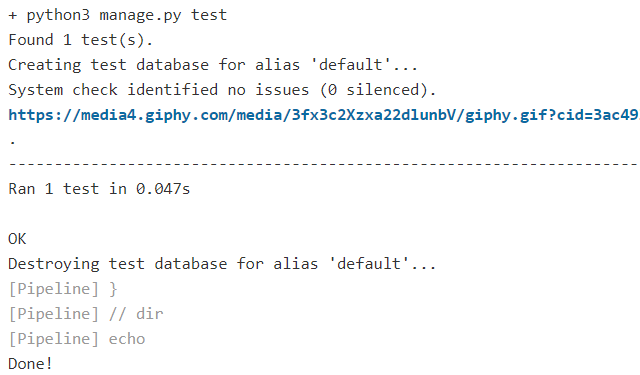 + python3 manage.py test
Found 1 test(s).
Creating test database for alias 'default'...
System check identified no issues (0 silenced).
https://media4.giphy.com/media/3fx3c2Xzxa22d1unbV/giphy.gif?cid=3ac49
.
----------------------------------------------------------------------
Ran 1 test in 0.047s
OK
Destroying test database for alias 'default'...
[Pipeline] }
[Pipeline] // dir
[Pipeline] echo
Done!